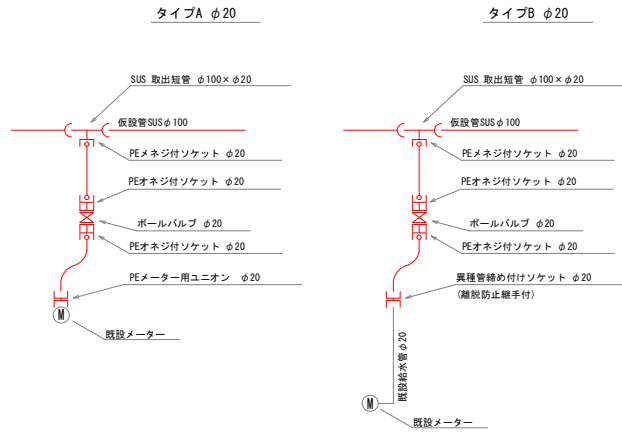 タイプA φ20
SUS 取出短管 φ100×φ20
仮設管SUSφ100
PEメネジ付ソケット φ20
PEオネジ付ソケット φ20
ボールバルブ φ20
PEオネジ付ソケット φ20
PEメーター用ユニオン φ20
M
既設メーター
タイプB φ20
SUS 取出短管 φ100×φ20
仮設管SUSφ100
PEメネジ付ソケット φ20
PEオネジ付ソケット φ20
ボールバルブ φ20
PEオネジ付ソケット φ20
異種管締め付けソケット φ20
(離脱防止継手付)
既設給水管φ20
M
既設メーター